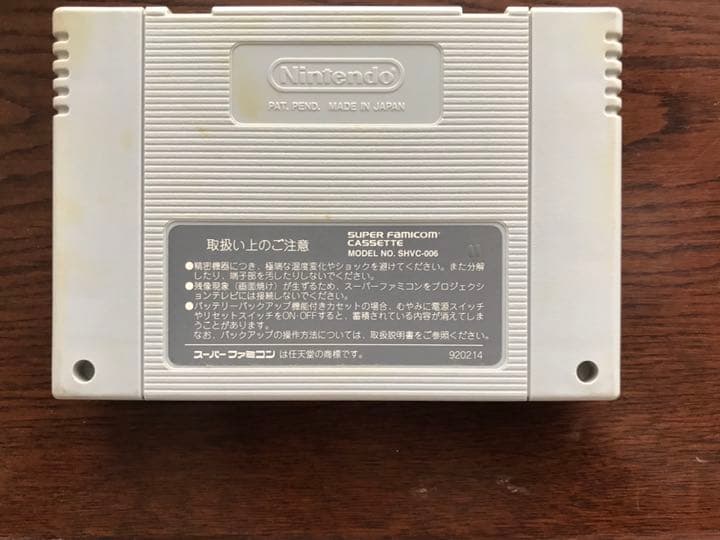 Nintendo
PAT. PEND. MADE IN JAPAN
取扱い上のご注意
SUPER FAMICOM
CASSETTE
MODEL NO. SHVC-006
●精密機器につき、極端な温度変化やショックを避けてください。また分解
したり、端子部を汚したりしないでください。
●残像現象（画面焼け）が生ずるため、スーパーファミコンをプロジェクシ
ョンテレビには接続しないでください。
●バッテリーバックアップ機能付きカセットの場合、むやみに電源スイッチ
やリセットスイッチをON・OFFすると、蓄積されている内容が消えてしま
うことがあります。
なお、バックアップの操作方法については、取扱説明書をご参照ください。
スーパーファミコン は任天堂の商標です。
920214